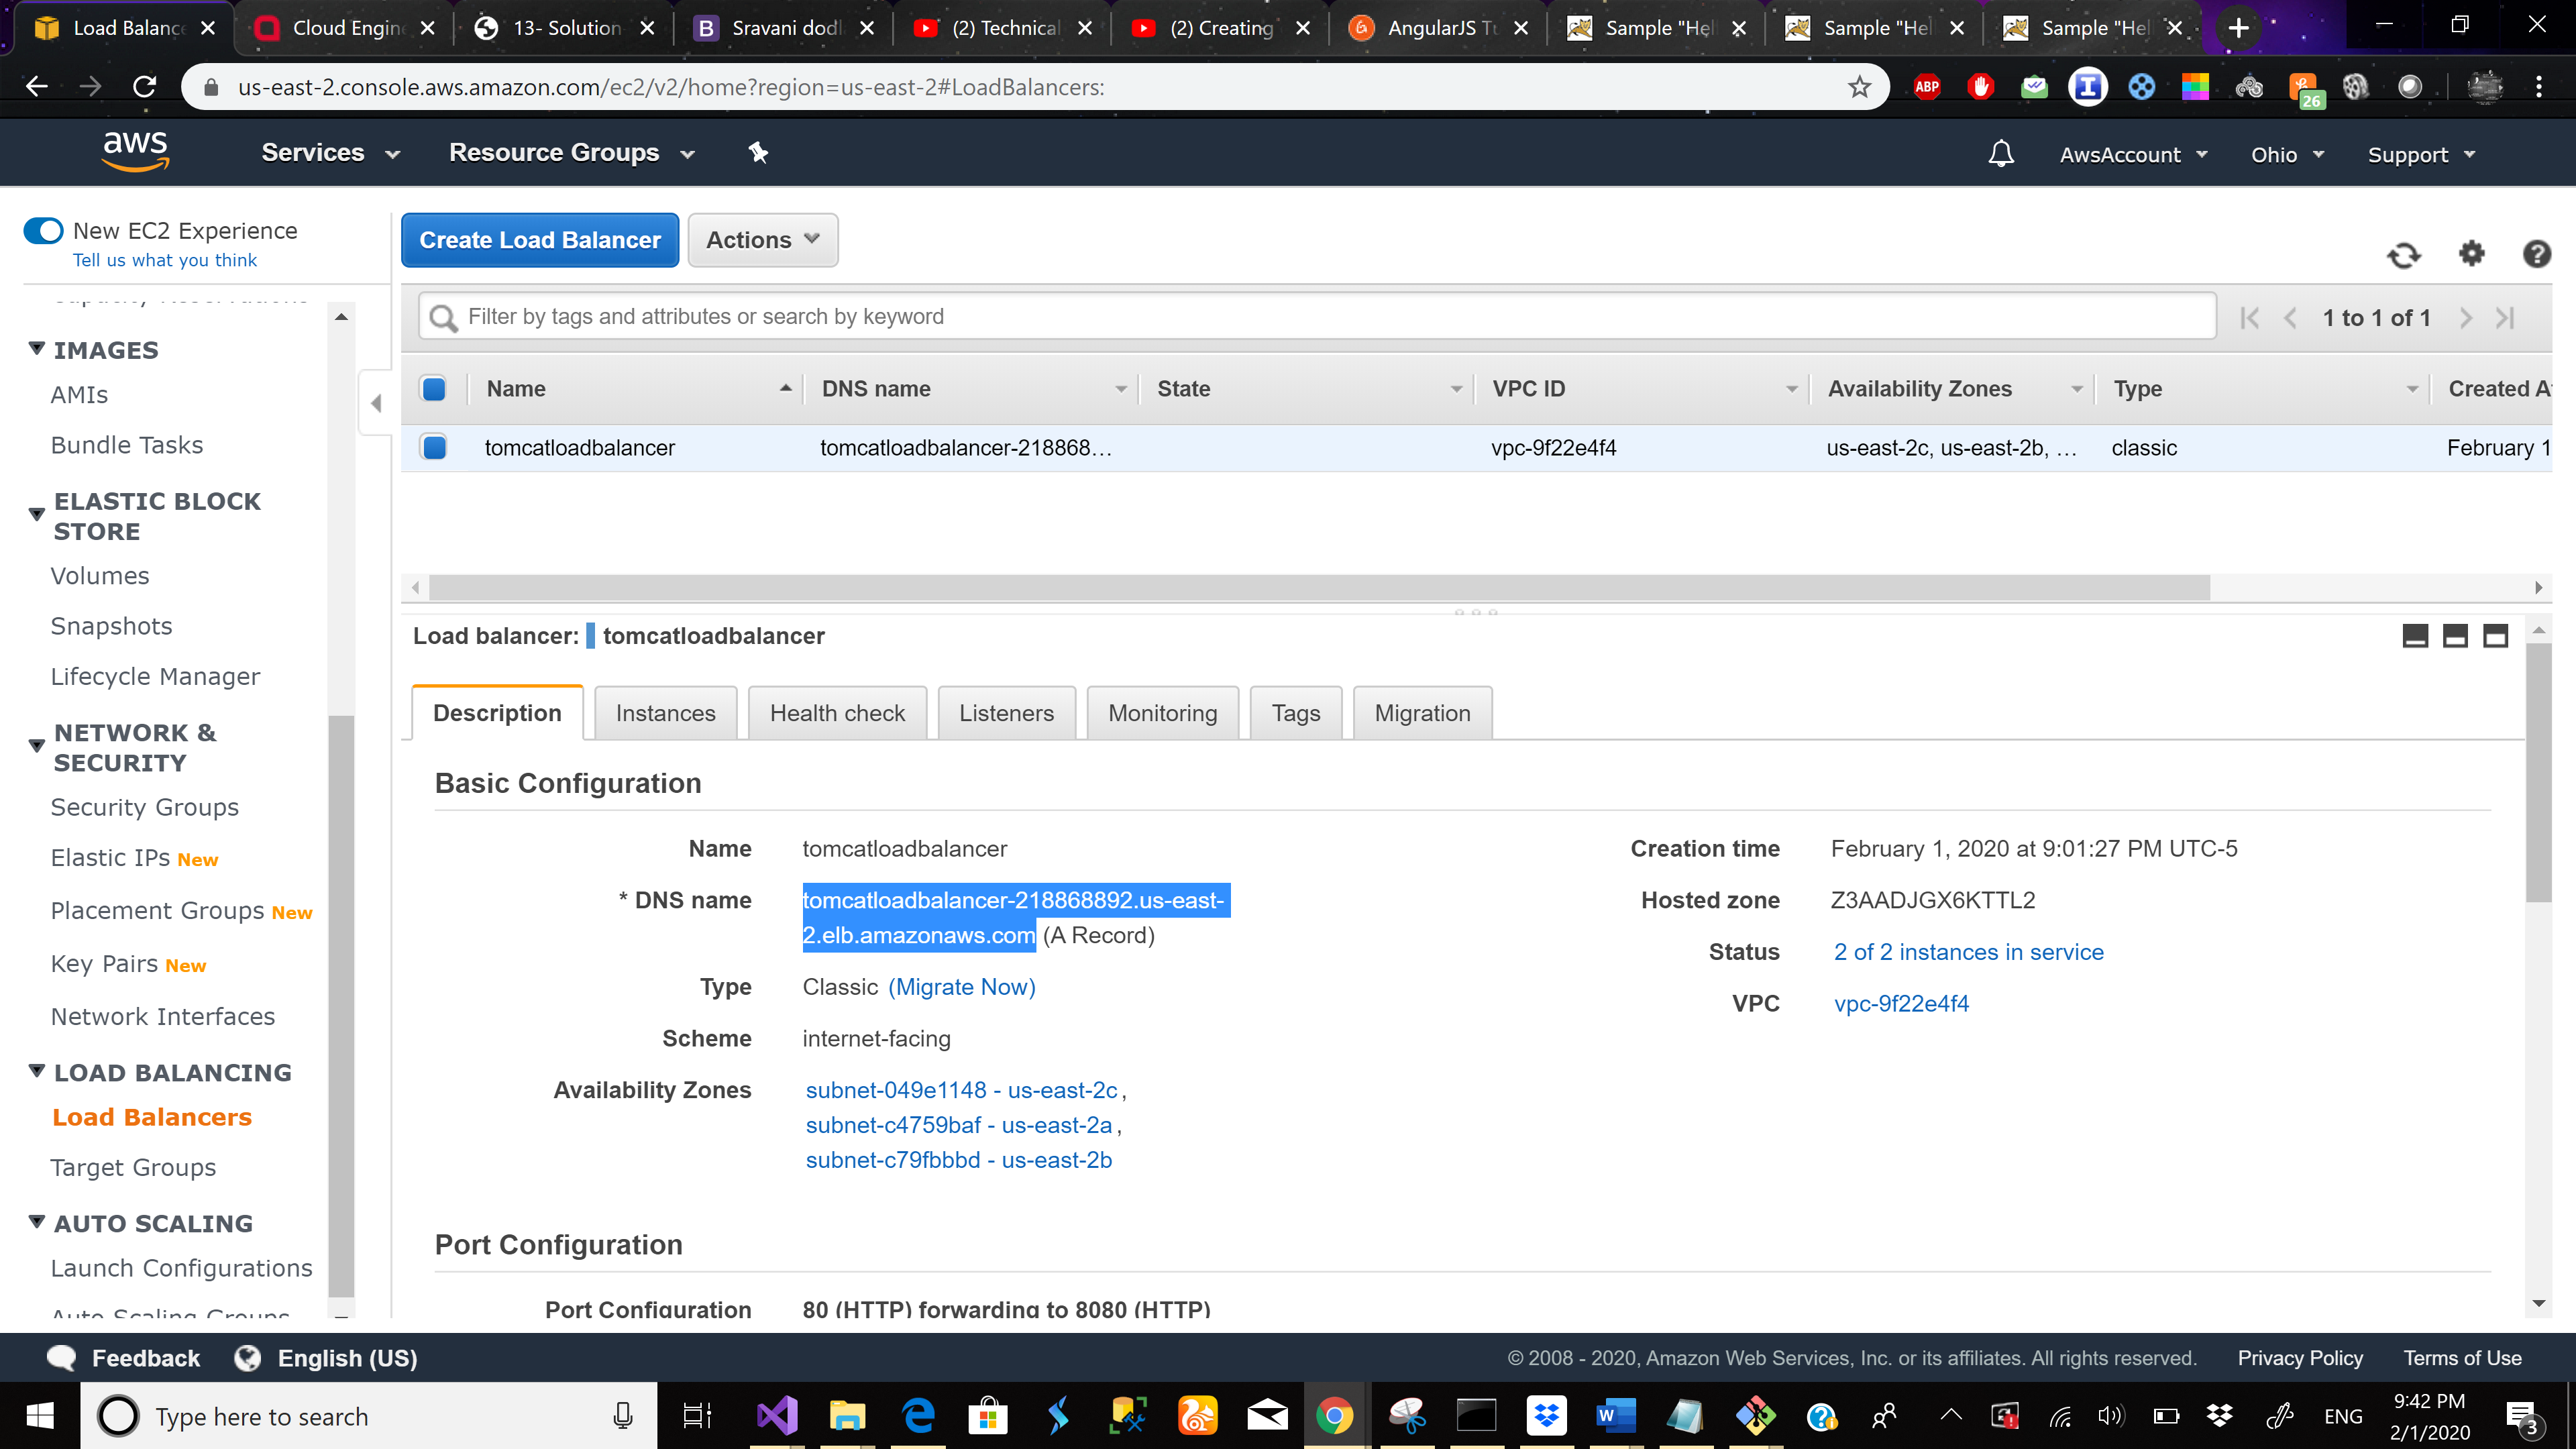 Load Balance
Cloud Engine
13- Solution
Sravani dodl
(2) Technical
(2) Creating
AngularJS Tu
Sample "Hell
Sample "Hel
Sample "Hel
us-east-2.console.aws.amazon.com/ec2/v2/home?region=us-east-2#LoadBalancers:
ABP
26
aws
Services
Resource Groups
AwsAccount
Ohio
Support
New EC2 Experience
Tell us what you think
Create Load Balancer
Actions
Filter by tags and attributes or search by keyword
1 to 1 of 1
IMAGES
AMIs
Bundle Tasks
ELASTIC BLOCK
STORE
Volumes
Snapshots
Lifecycle Manager
NETWORK &
SECURITY
Security Groups
Elastic IPs New
Placement Groups New
Key Pairs New
Network Interfaces
LOAD BALANCING
Load Balancers
Target Groups
AUTO SCALING
Launch Configurations
Auto Scaling Groups
Name DNS name State VPC ID Availability Zones Type Created At
tomcatloadbalancer tomcatloadbalancer-218868... vpc-9f22e4f4 us-east-2c, us-east-2b, ... classic February 1
Load balancer: tomcatloadbalancer
Description Instances Health check Listeners Monitoring Tags Migration
Basic Configuration
Name tomcatloadbalancer
* DNS name tomcatloadbalancer-218868892.us-east-
2.elb.amazonaws.com (A Record)
Type Classic (Migrate Now)
Scheme internet-facing
Availability Zones subnet-049e1148 - us-east-2c,
subnet-c4759baf - us-east-2a,
subnet-c79fbbbd - us-east-2b
Creation time February 1, 2020 at 9:01:27 PM UTC-5
Hosted zone Z3AADJGX6KTTL2
Status 2 of 2 instances in service
VPC vpc-9f22e4f4
Port Configuration
Port Configuration 80 (HTTP) forwarding to 8080 (HTTP)
Feedback
English (US)
© 2008 - 2020, Amazon Web Services, Inc. or its affiliates. All rights reserved.
Privacy Policy
Terms of Use
Type here to search
ENG
9:42 PM
2/1/2020
3